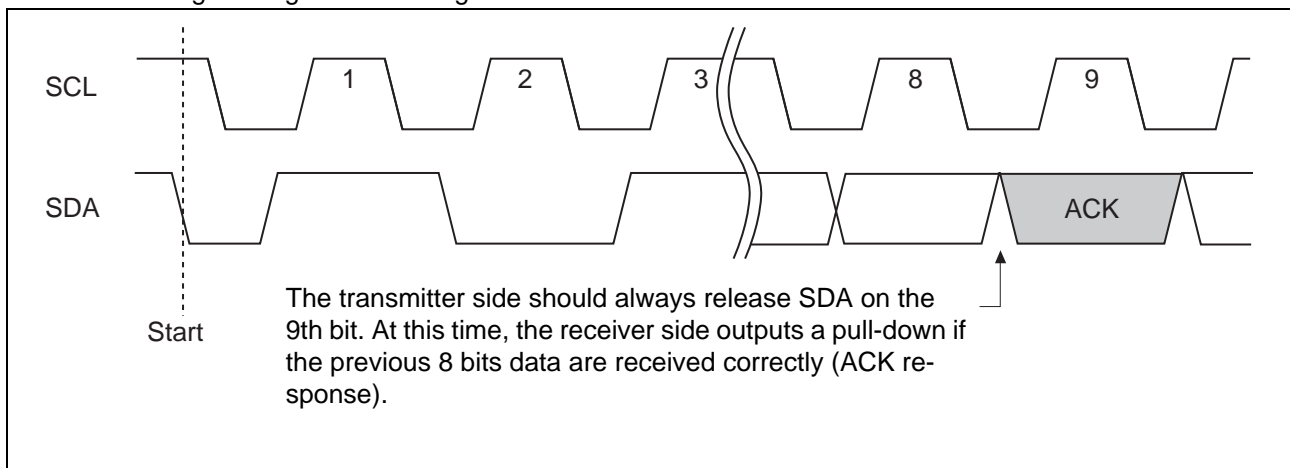 SCL
1
2
3
8
9
SDA
ACK
Start
The transmitter side should always release SDA on the
9th bit. At this time, the receiver side outputs a pull-down if
the previous 8 bits data are received correctly (ACK re-
sponse).